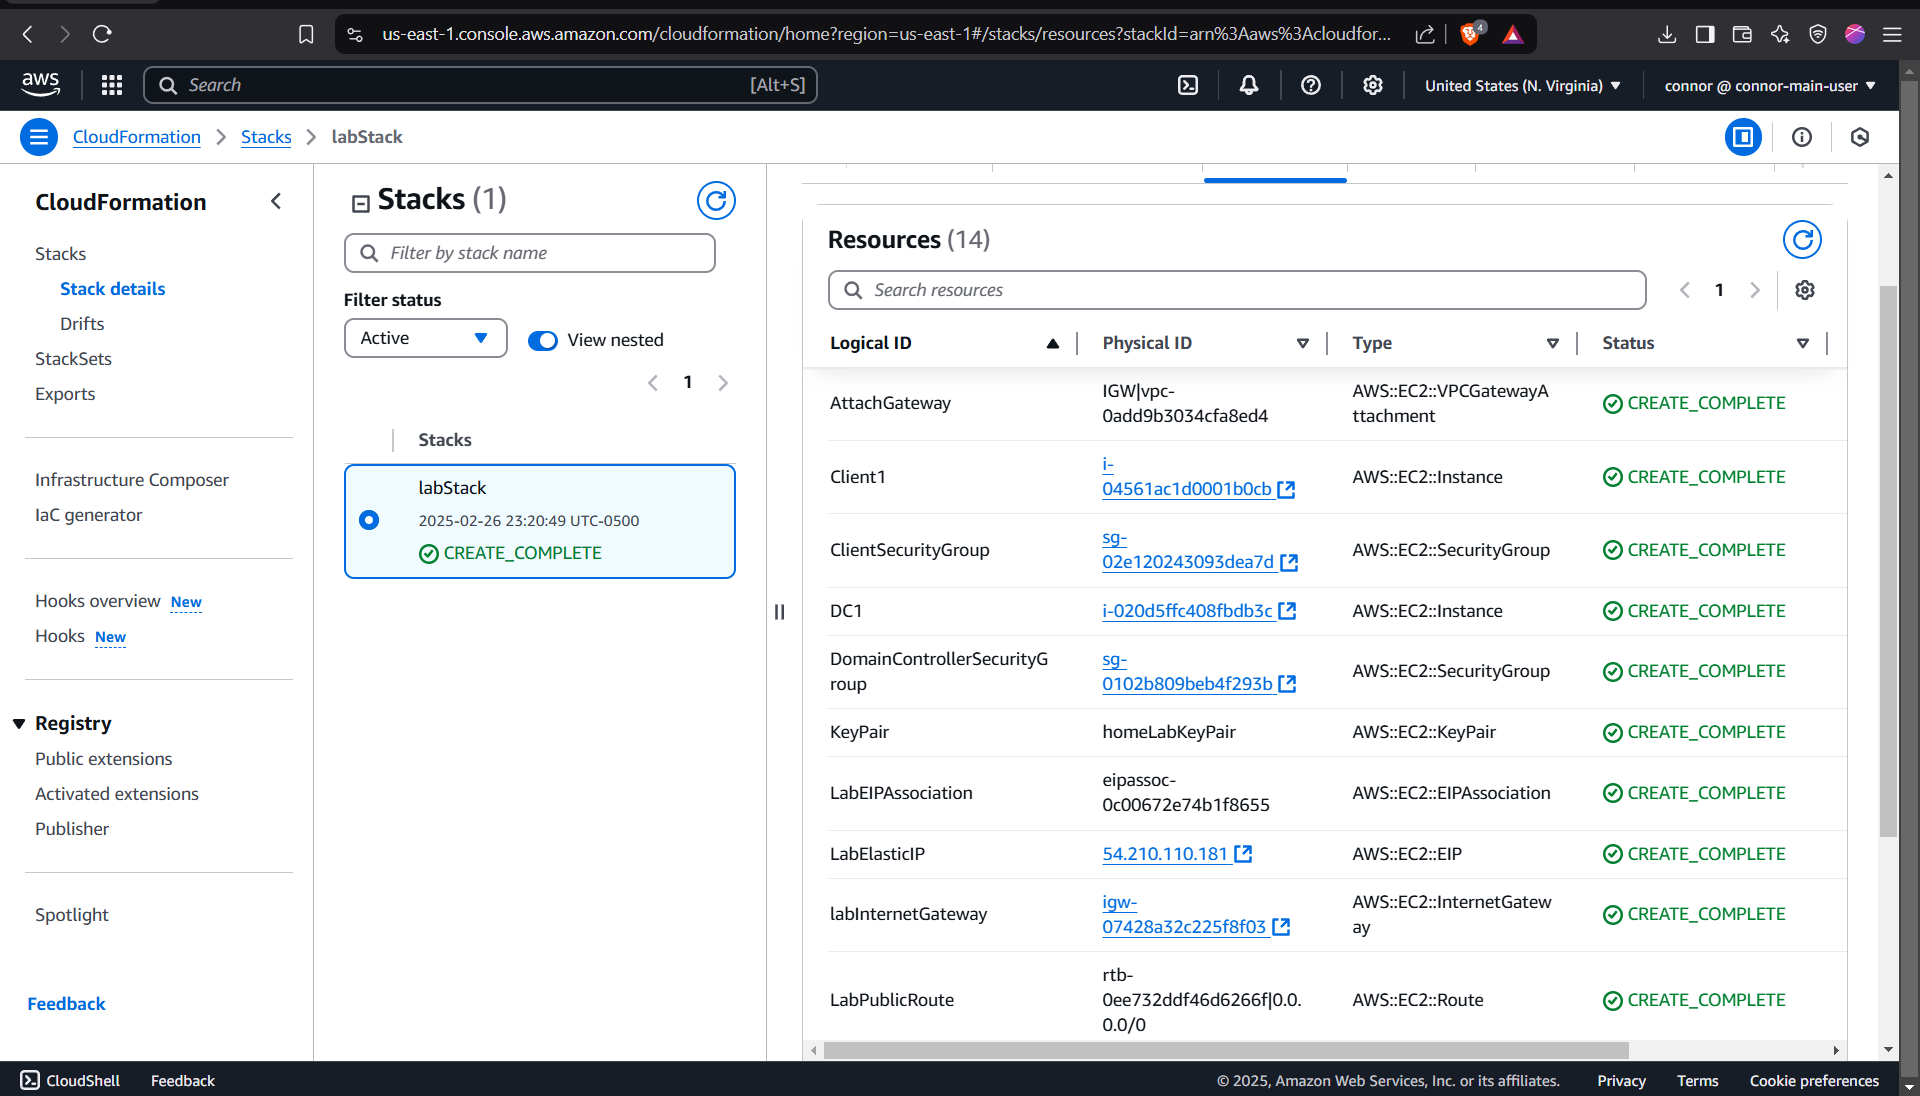 us-east-1.console.aws.amazon.com/cloudformation/home?region=us-east-1#/stacks/resources?stackId=arn%3Aaws%3Acloudfor...
4
aws
Search
[Alt+S]
United States (N. Virginia)
connor @ connor-main-user
CloudFormation
Stacks
labStack
CloudFormation
Stacks
Stack details
Drifts
StackSets
Exports
Infrastructure Composer
IaC generator
Hooks overview New
Hooks New
Registry
Public extensions
Activated extensions
Publisher
Spotlight
Feedback
Stacks (1)
Filter by stack name
Filter status
Active
View nested
1
Stacks
labStack
2025-02-26 23:20:49 UTC-0500
CREATE_COMPLETE
Resources (14)
Search resources
1
Logical ID
Physical ID
Type
Status
AttachGateway
IGW|vpc-
0add9b3034cfa8ed4
AWS::EC2::VPCGatewayA
ttachment
CREATE_COMPLETE
Client1
i-
04561ac1d0001b0cb
AWS::EC2::Instance
CREATE_COMPLETE
ClientSecurityGroup
sg-
02e120243093dea7d
AWS::EC2::SecurityGroup
CREATE_COMPLETE
DC1
i-020d5ffc408fbdb3c
AWS::EC2::Instance
CREATE_COMPLETE
DomainControllerSecurityG
roup
sg-
0102b809beb4f293b
AWS::EC2::SecurityGroup
CREATE_COMPLETE
KeyPair
homeLabKeyPair
AWS::EC2::KeyPair
CREATE_COMPLETE
LabEIPAssociation
eipassoc-
0c00672e74b1f8655
AWS::EC2::EIPAssociation
CREATE_COMPLETE
LabElasticIP
54.210.110.181
AWS::EC2::EIP
CREATE_COMPLETE
labInternetGateway
igw-
07428a32c225f8f03
AWS::EC2::InternetGatew
ay
CREATE_COMPLETE
LabPublicRoute
rtb-
0ee732ddf46d6266f|0.0.
0.0/0
AWS::EC2::Route
CREATE_COMPLETE
CloudShell
Feedback
© 2025, Amazon Web Services, Inc. or its affiliates.
Privacy
Terms
Cookie preferences